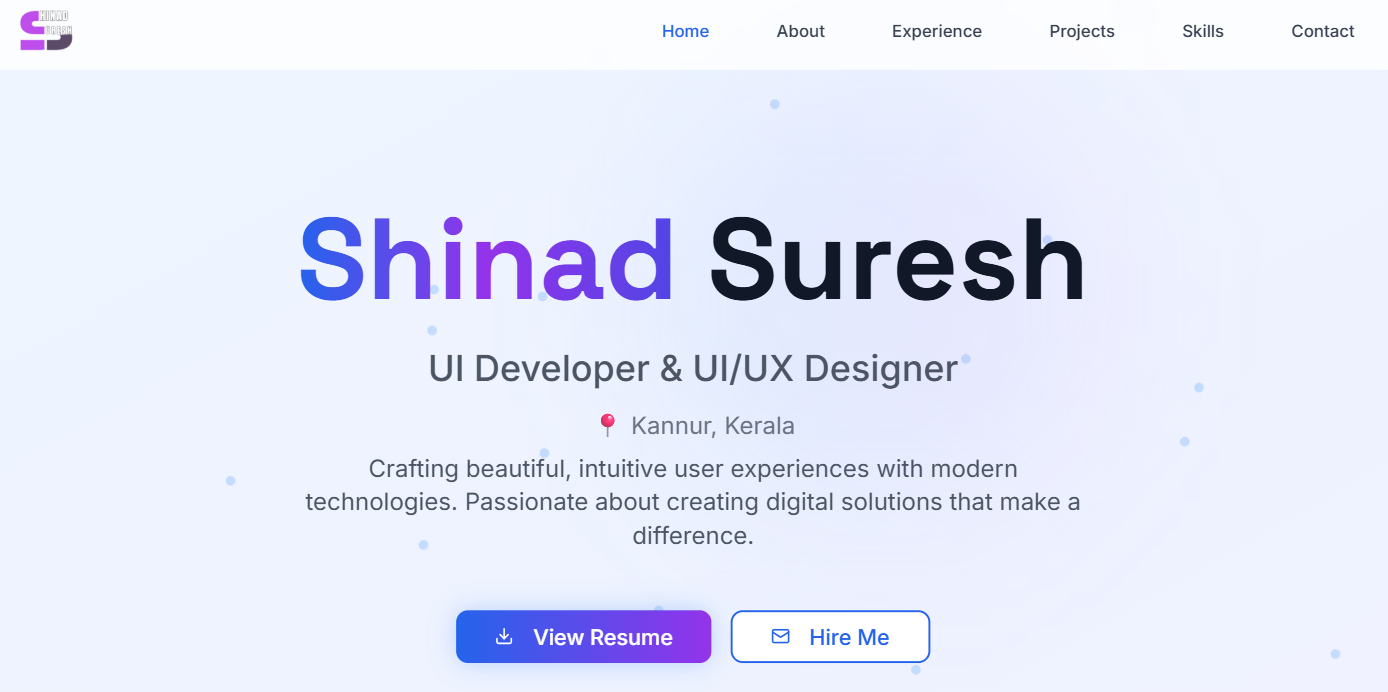 SHINAD
Home About Experience Projects Skills Contact
Shinad Suresh
UI Developer & UI/UX Designer
Kannur, Kerala
Crafting beautiful, intuitive user experiences with modern
technologies. Passionate about creating digital solutions that make a
difference.
View Resume Hire Me